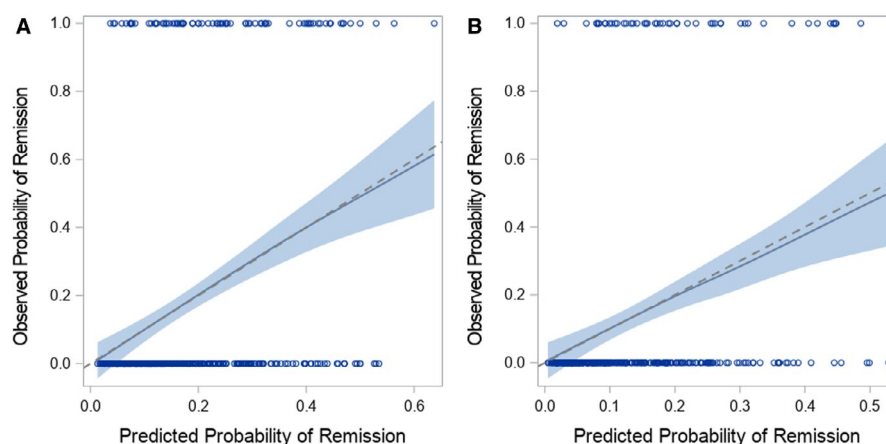 A
B
Observed Probability of Remission
1.0
0.8
0.6
0.4
0.2
0.0
0.0 0.2 0.4 0.6
Predicted Probability of Remission
Observed Probability of Remission
1.0
0.8
0.6
0.4
0.2
0.0
0.0 0.1 0.2 0.3 0.4 0.5
Predicted Probability of Remission